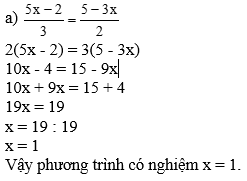 a) (5x − 2)/3 = (5 − 3x)/2
2(5x - 2) = 3(5 - 3x)
10x - 4 = 15 - 9x
10x + 9x = 15 + 4
19x = 19
x = 19 : 19
x = 1
Vậy phương trình có nghiệm x = 1.